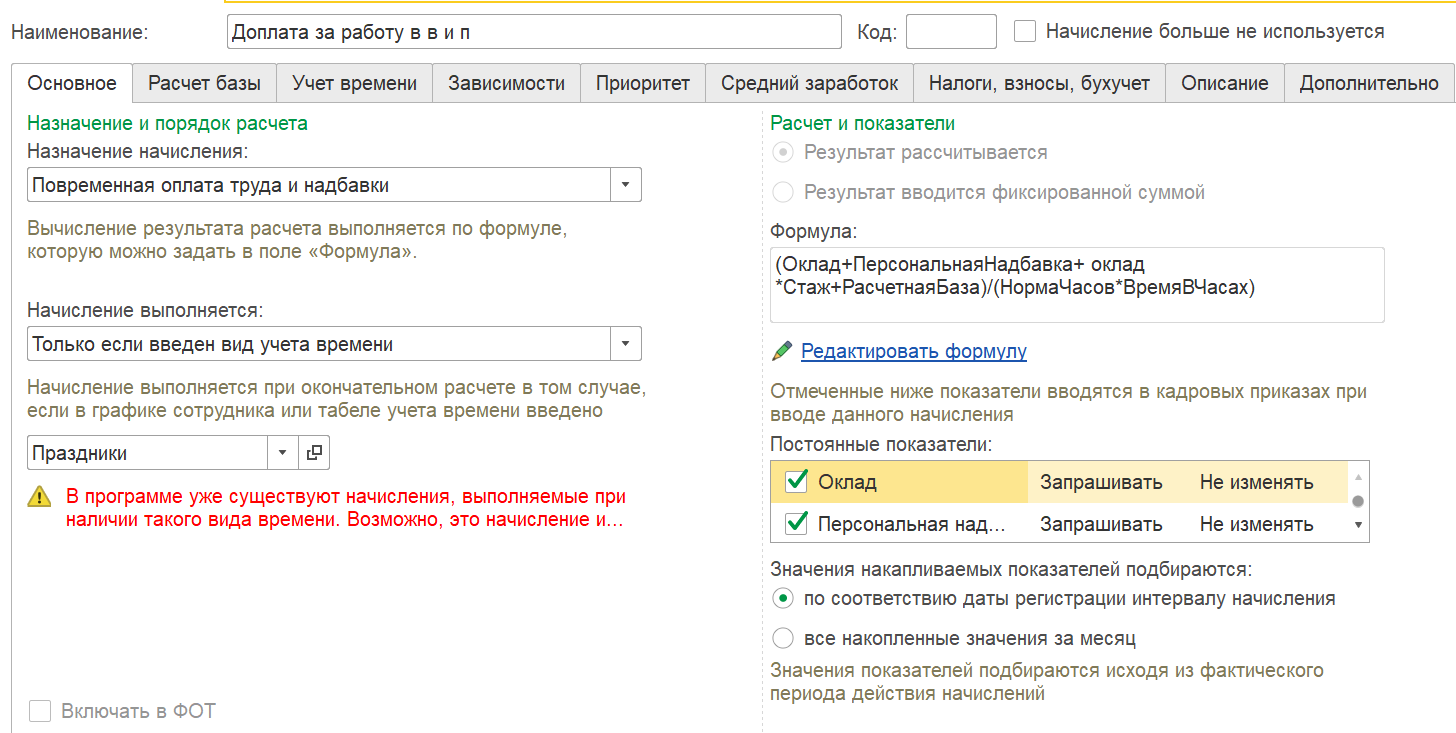 Наименование: Доплата за работу в в и п Код: Начисление больше не используется
Основное Расчет базы Учет времени Зависимости Приоритет Средний заработок Налоги, взносы, бухучет Описание Дополнительно
Назначение и порядок расчета
Назначение начисления:
Повременная оплата труда и надбавки
Вычисление результата расчета выполняется по формуле,
которую можно задать в поле «Формула».
Начисление выполняется:
Только если введен вид учета времени
Начисление выполняется при окончательном расчете в том случае,
если в графике сотрудника или табеле учета времени введено
Праздники
В программе уже существуют начисления, выполняемые при
наличии такого вида времени. Возможно, это начисление и...
Включать в ФОТ
Расчет и показатели
Результат рассчитывается
Результат вводится фиксированной суммой
Формула:
(Оклад+ПерсональнаяНадбавка+ оклад
*Стаж+РасчетнаяБаза)/(НормаЧасов*ВремяВЧасах)
Редактировать формулу
Отмеченные ниже показатели вводятся в кадровых приказах при
вводе данного начисления
Постоянные показатели:
Оклад Запрашивать Не изменять
Персональная над... Запрашивать Не изменять
Значения накапливаемых показателей подбираются:
по соответствию даты регистрации интервалу начисления
все накопленные значения за месяц
Значения показателей подбираются исходя из фактического
периода действия начислений